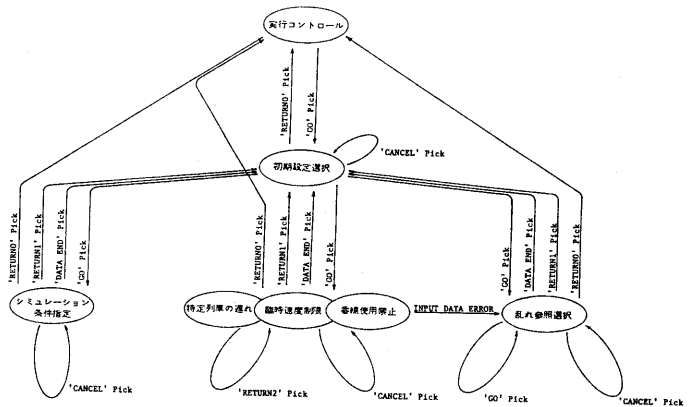 実行コントロール
'RETURNO' Pick
'GO' Pick
初期設定選択
'CANCEL' Pick
'RETURNO' Pick
'RETURN1' Pick
'DATA END' Pick
'GO' Pick
'RETURNO' Pick
'RETURN1' Pick
'DATA END' Pick
'GO' Pick
'GO' Pick
'DATA END' Pick
'RETURN1' Pick
'RETURNO' Pick
シミュレーション
条件指定
特定列車の遅れ
臨時速度制限
番線使用禁止
INPUT DATA ERROR
乱れ参照選択
'CANCEL' Pick
'RETURN2' Pick
'CANCEL' Pick
'GO' Pick
'CANCEL' Pick